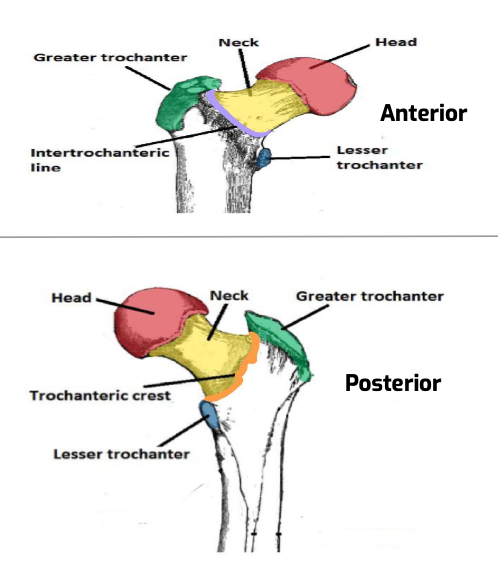 Neck
Head
Greater trochanter
Anterior
Intertrochanteric
line
Lesser
trochanter
Head
Neck
Greater trochanter
Posterior
Trochanteric crest
Lesser trochanter